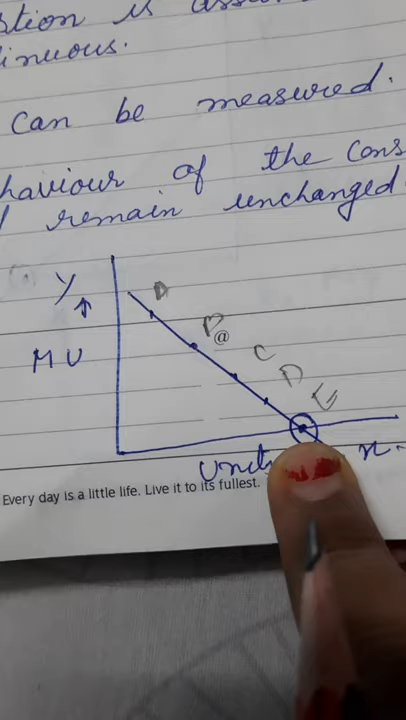 is
inuous.
can be measured.
haviour of the cons
remain unchanged
Y
MU
C
D
E
x.
Every day is a little life. Live it to its fullest.